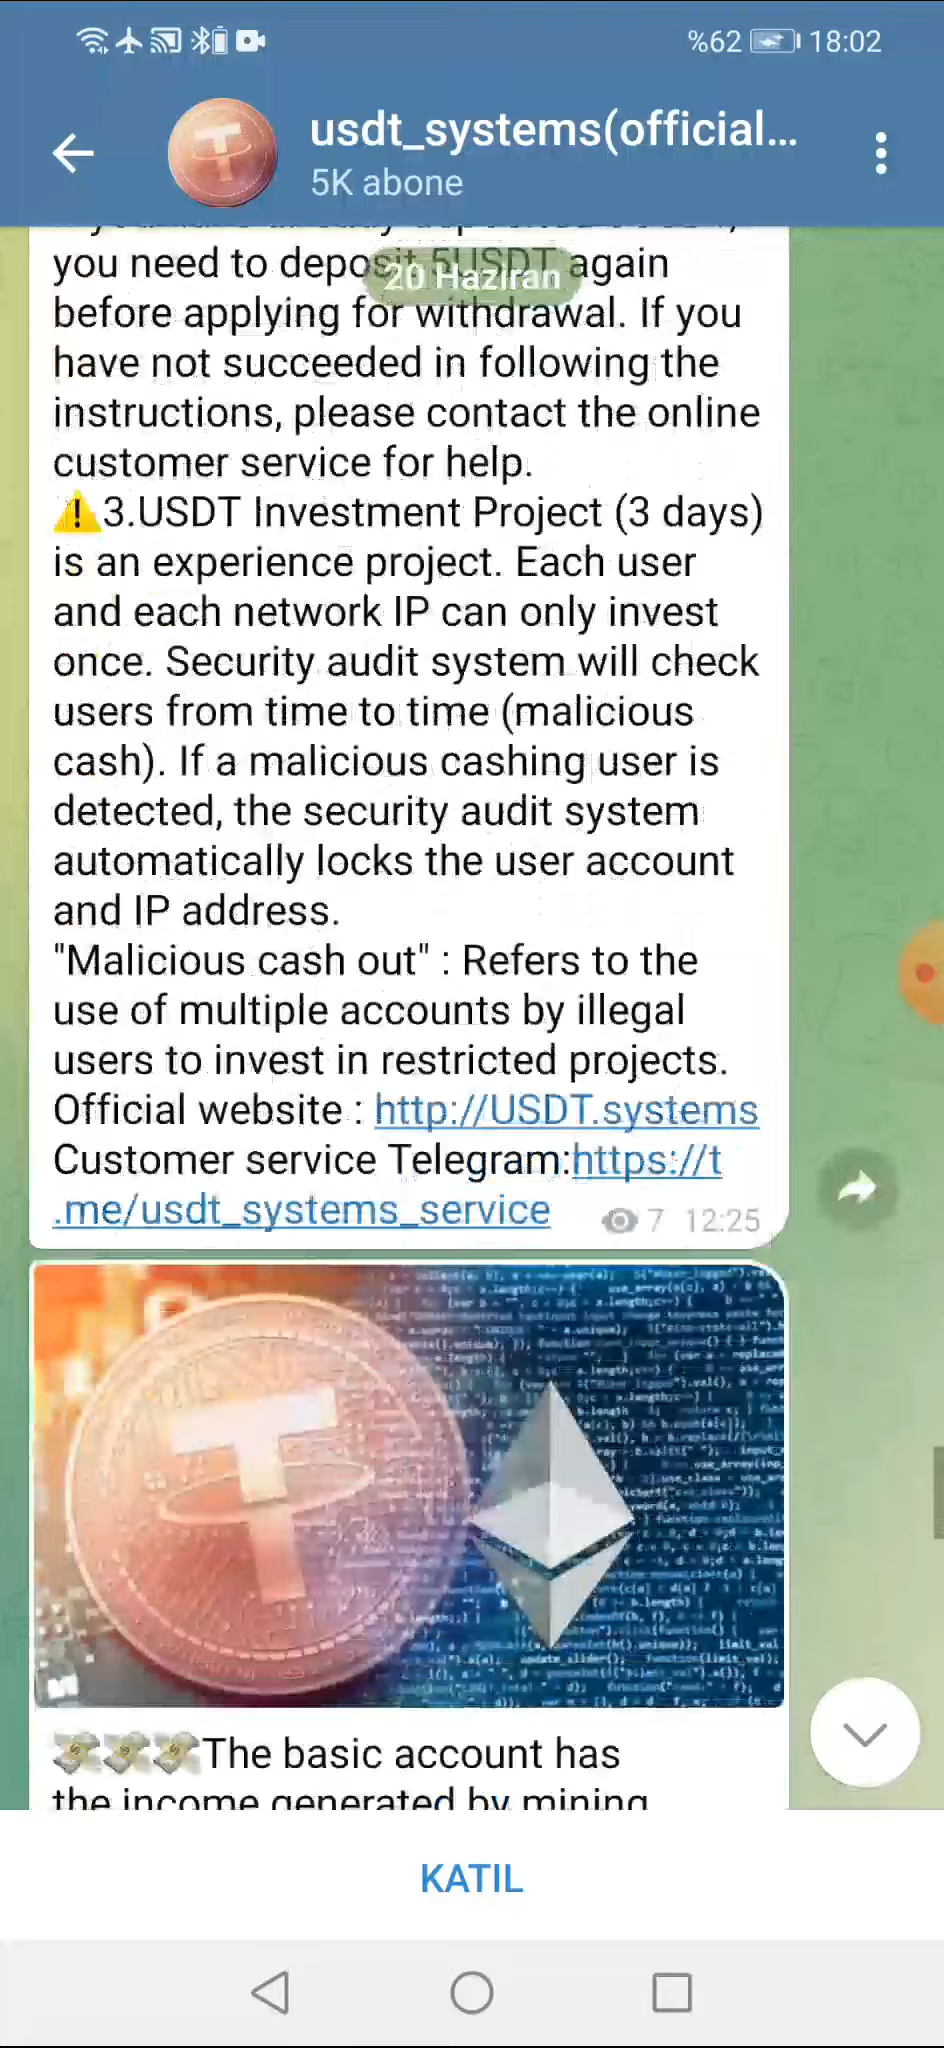 %62 18:02
usdt_systems(official...
5K abone
you need to deposit 5USDT again
20 Haziran
before applying for withdrawal. If you
have not succeeded in following the
instructions, please contact the online
customer service for help.
⚠️3.USDT Investment Project (3 days)
is an experience project. Each user
and each network IP can only invest
once. Security audit system will check
users from time to time (malicious
cash). If a malicious cashing user is
detected, the security audit system
automatically locks the user account
and IP address.
"Malicious cash out" : Refers to the
use of multiple accounts by illegal
users to invest in restricted projects.
Official website : http://USDT.systems
Customer service Telegram:https://t
.me/usdt_systems_service 7 12:25
💸💸💸The basic account has
the income generated by mining
KATIL